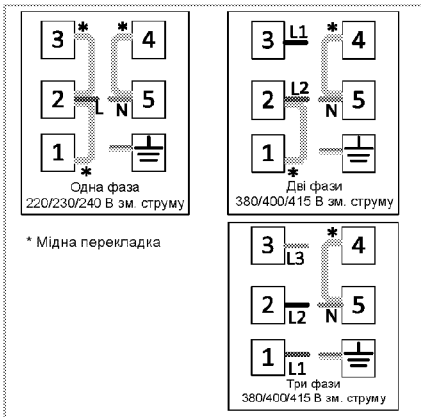 3 * * 4
2 L N 5
1 *
Одна фаза
220/230/240 В зм. струму
3 L1 * 4
2 L2 N 5
1 *
Дві фази
380/400/415 В зм. струму
* Мідна перекладка
3 L3 * 4
2 L2 N 5
1 L1
Три фази
380/400/415 В зм. струму